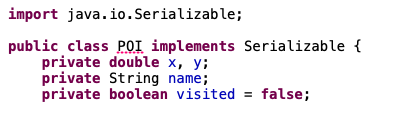 import java.io.Serializable;
public class POI implements Serializable {
private double x, y;
private String name;
private boolean visited = false;